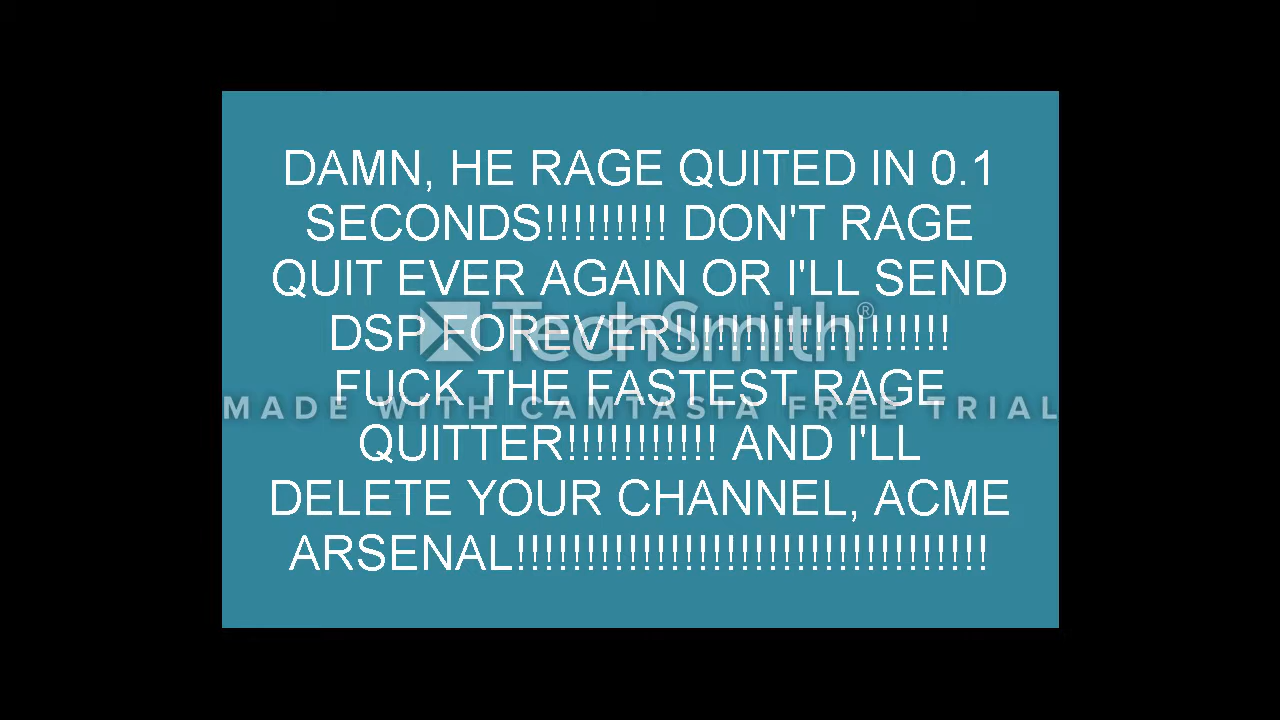 DAMN, HE RAGE QUITED IN 0.1
SECONDS!!!!!!!!! DON'T RAGE
QUIT EVER AGAIN OR I'LL SEND
DSP FOREVER!!!!!!!!!!!!!!!!!!!!
TechSmith®
FUCK THE FASTEST RAGE
MADE WITH CAMTASIA FREE TRIAL
QUITTER!!!!!!!!!!! AND I'LL
DELETE YOUR CHANNEL, ACME
ARSENAL!!!!!!!!!!!!!!!!!!!!!!!!!!!!!!!!!!